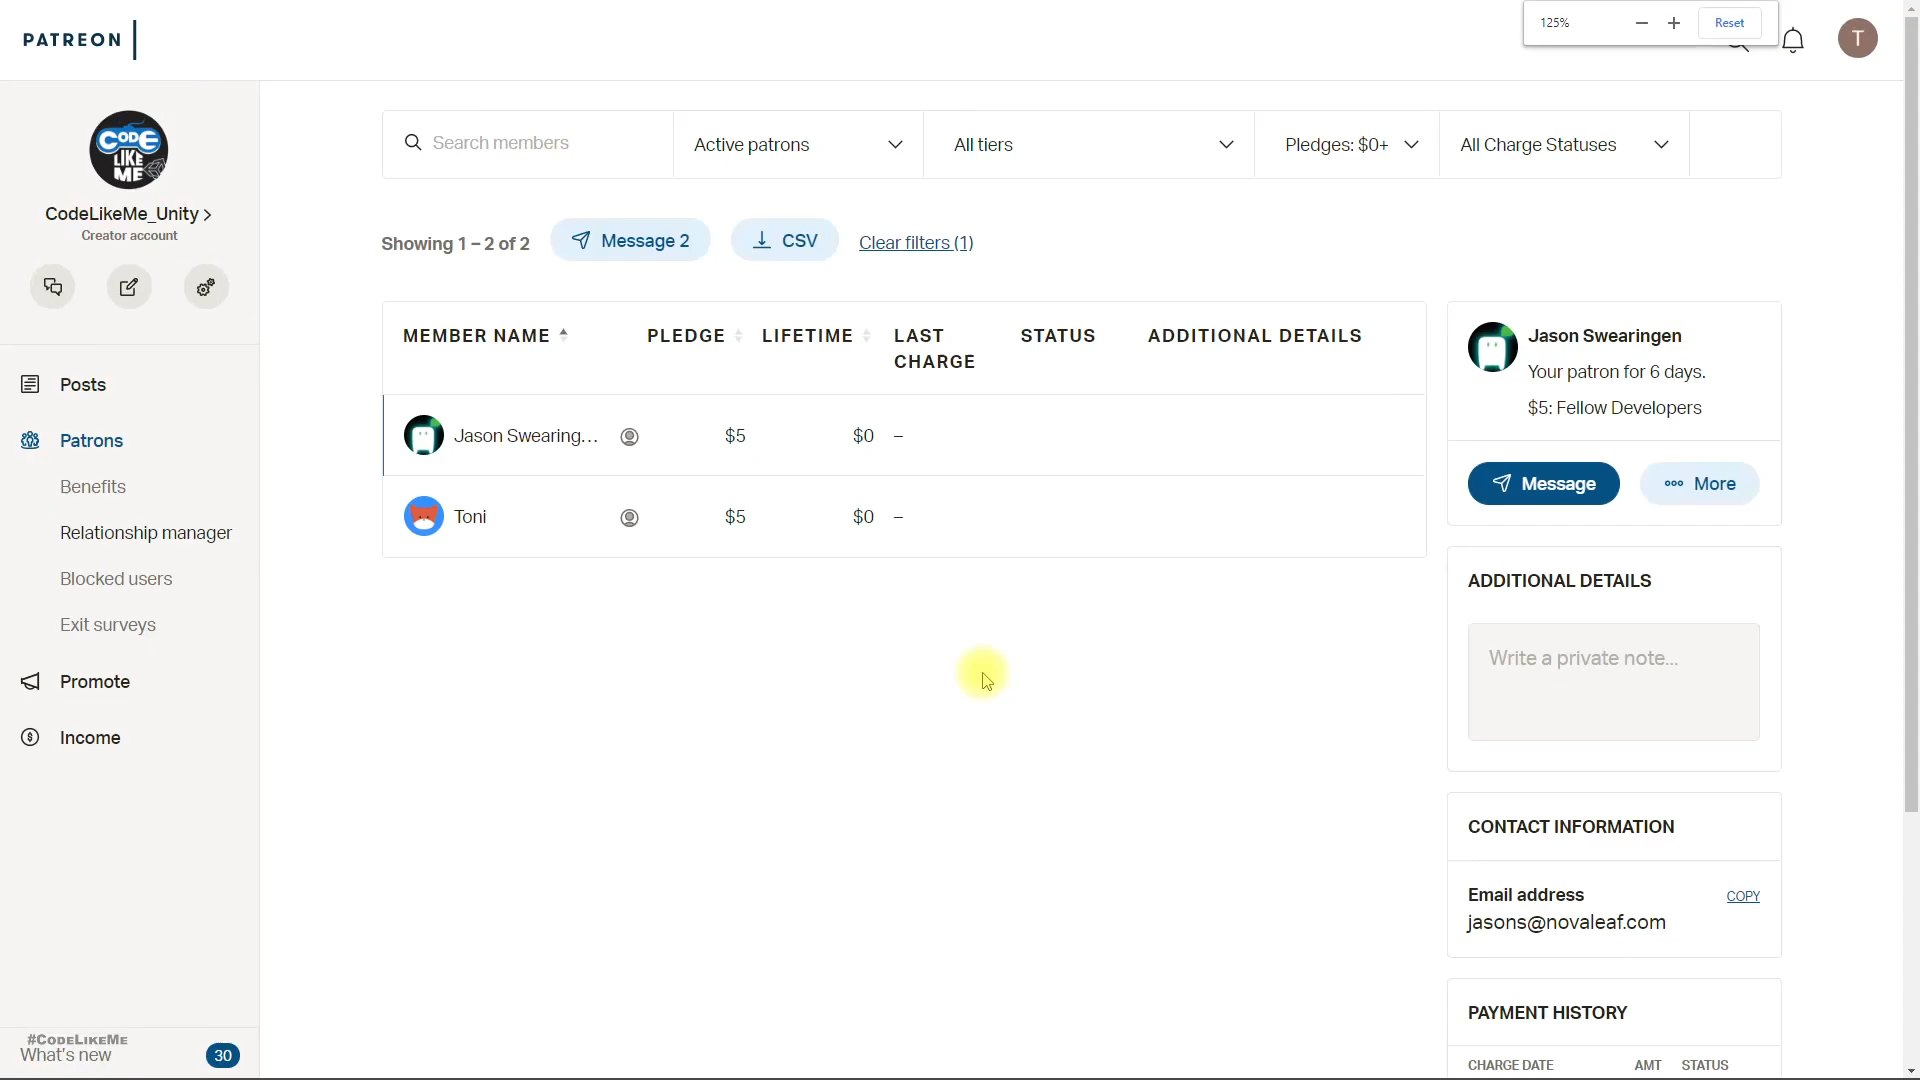 PATREON
125%
Reset
T
CODE
LIKE
ME
CodeLikeMe_Unity
Creator account
Posts
Patrons
Benefits
Relationship manager
Blocked users
Exit surveys
Promote
Income
#CodeLikeMe
What's new
30
Search members
Active patrons
All tiers
Pledges: $0+
All Charge Statuses
Showing 1 – 2 of 2
Message 2
CSV
Clear filters (1)
MEMBER NAME PLEDGE LIFETIME LAST CHARGE STATUS ADDITIONAL DETAILS
Jason Swearing... $5 $0 –
Toni $5 $0 –
Jason Swearingen
Your patron for 6 days.
$5: Fellow Developers
Message
More
ADDITIONAL DETAILS
Write a private note...
CONTACT INFORMATION
Email address COPY
jasons@novaleaf.com
PAYMENT HISTORY
CHARGE DATE AMT STATUS